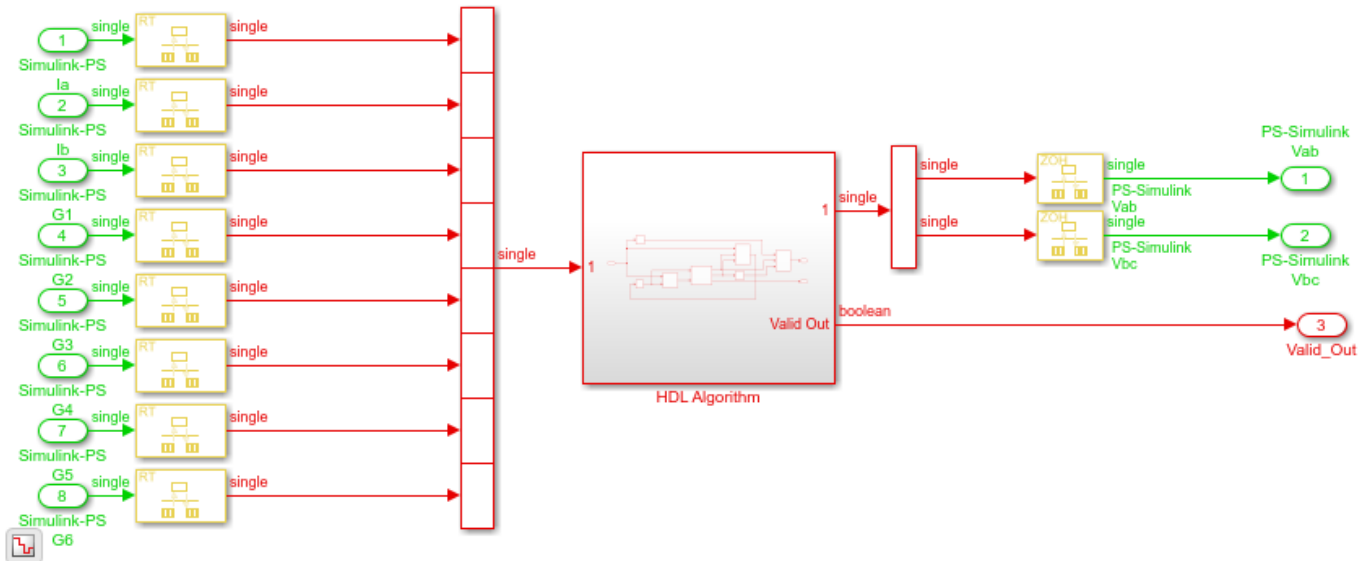 single
RT
single
1
Simulink-PS
Ia
single
RT
single
2
Simulink-PS
Ib
single
RT
single
3
Simulink-PS
G1
single
RT
single
4
Simulink-PS
G2
single
RT
single
5
Simulink-PS
G3
single
RT
single
6
Simulink-PS
G4
single
RT
single
7
Simulink-PS
G5
single
RT
single
8
Simulink-PS
G6
single
1
1
Valid Out
HDL Algorithm
single
boolean
single
single
ZOH
single
PS-Simulink
Vab
ZOH
single
PS-Simulink
Vbc
PS-Simulink
Vab
1
2
PS-Simulink
Vbc
3
Valid_Out